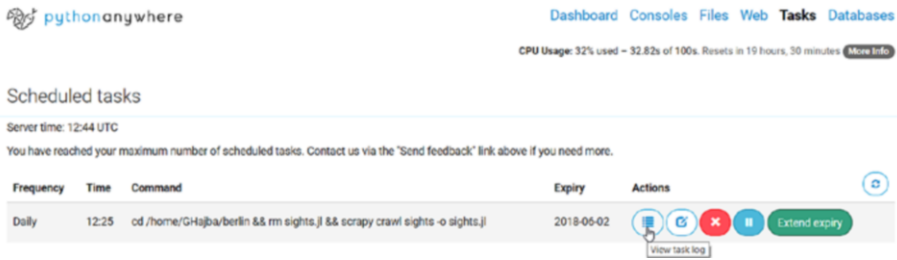 pythonanywhere
Dashboard Consoles Files Web Tasks Databases
CPU Usage: 32% used – 32.82s of 100s. Resets in 19 hours, 30 minutes More Info
Scheduled tasks
Server time: 12:44 UTC
You have reached your maximum number of scheduled tasks. Contact us via the "Send feedback" link above if you need more.
Frequency Time Command Expiry Actions
Daily 12:25 cd /home/GHajba/berlin && rm sights.jl && scrapy crawl sights -o sights.jl 2018-06-02 Extend expiry
View task log